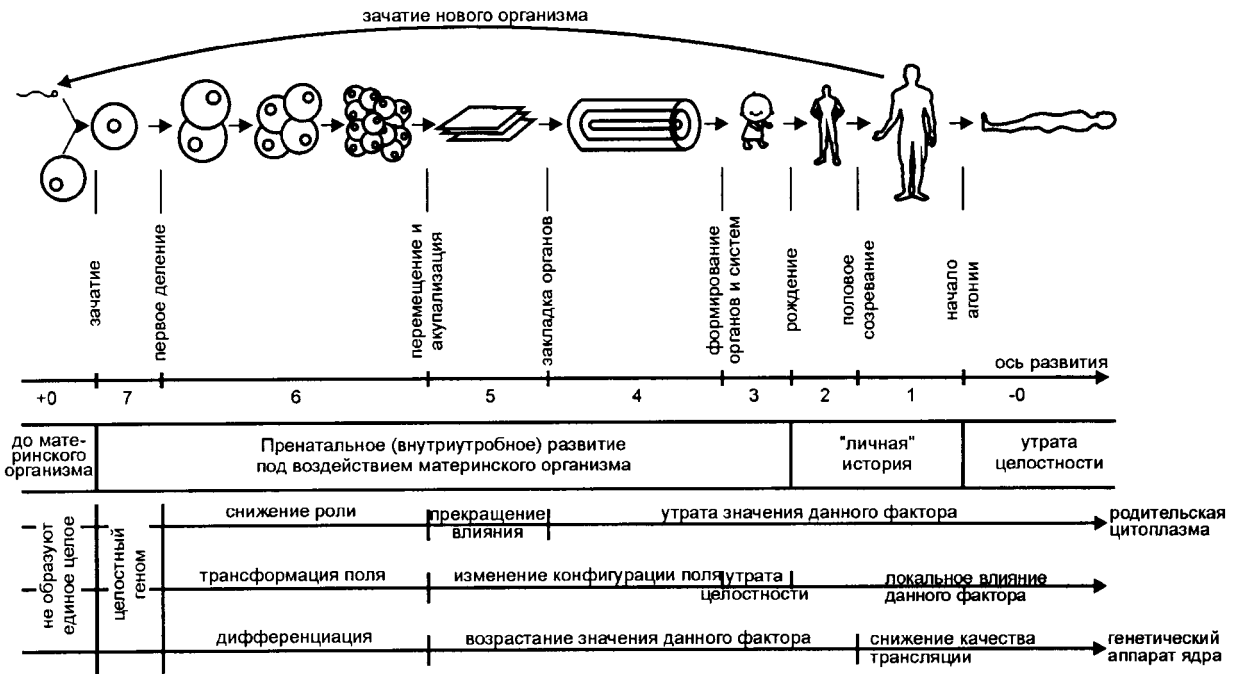 зачатие нового организма
зачатие
первое деление
перемещение и
акупализация
закладка органов
формирование
органов и систем
рождение
половое
созревание
начало
агонии
ось развития
+0
7
6
5
4
3
2
1
-0
до мате-
ринского
организма
Пренатальное (внутриутробное) развитие
под воздействием материнского организма
"личная"
история
утрата
целостности
не образуют
единое целое
целостный
геном
снижение роли
прекращение
влияния
утрата значения данного фактора
родительская
цитоплазма
трансформация поля
изменение конфигурации поля
утрата
целостности
локальное влияние
данного фактора
дифференциация
возрастание значения данного фактора
снижение качества
трансляции
генетический
аппарат ядра